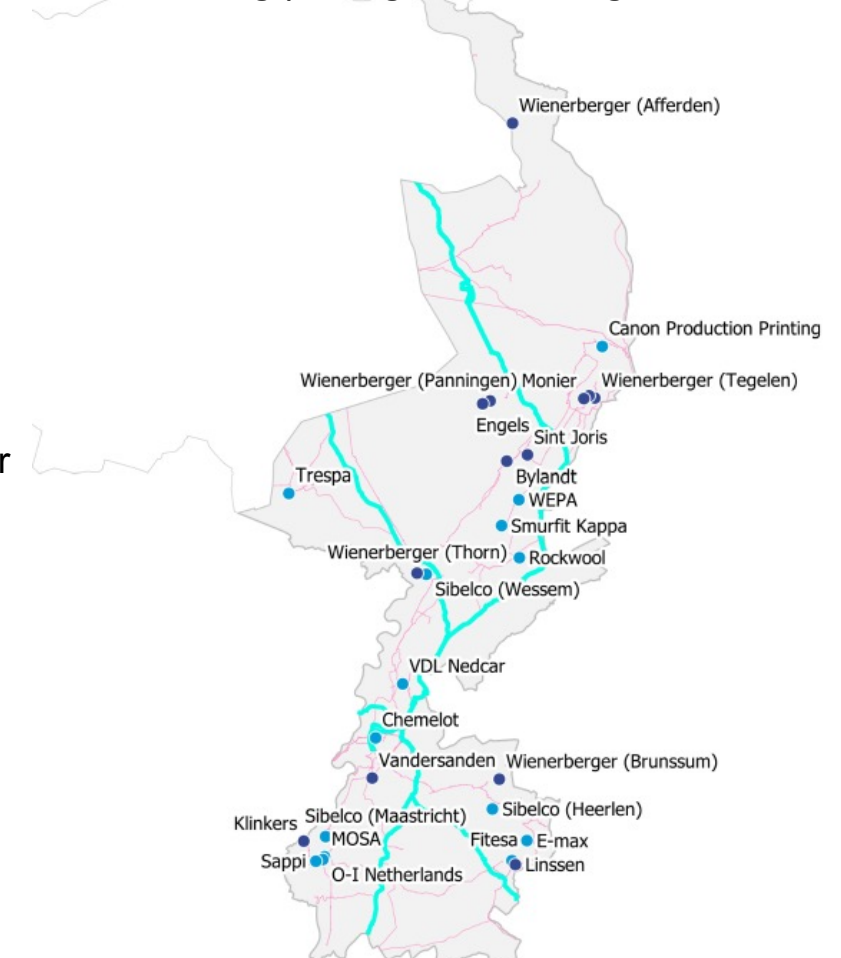 Wienerberger (Afferden)
Canon Production Printing
Wienerberger (Panningen) Monier
Wienerberger (Tegelen)
Engels
Sint Joris
r
Trespa
Bylandt
WEPA
Smurfit Kappa
Wienerberger (Thorn)
Rockwool
Sibelco (Wessem)
VDL Nedcar
Chemelot
Vandersanden
Wienerberger (Brunssum)
Sibelco (Maastricht)
Sibelco (Heerlen)
Klinkers
MOSA
Fitesa
E-max
Sappi
Linssen
O-I Netherlands